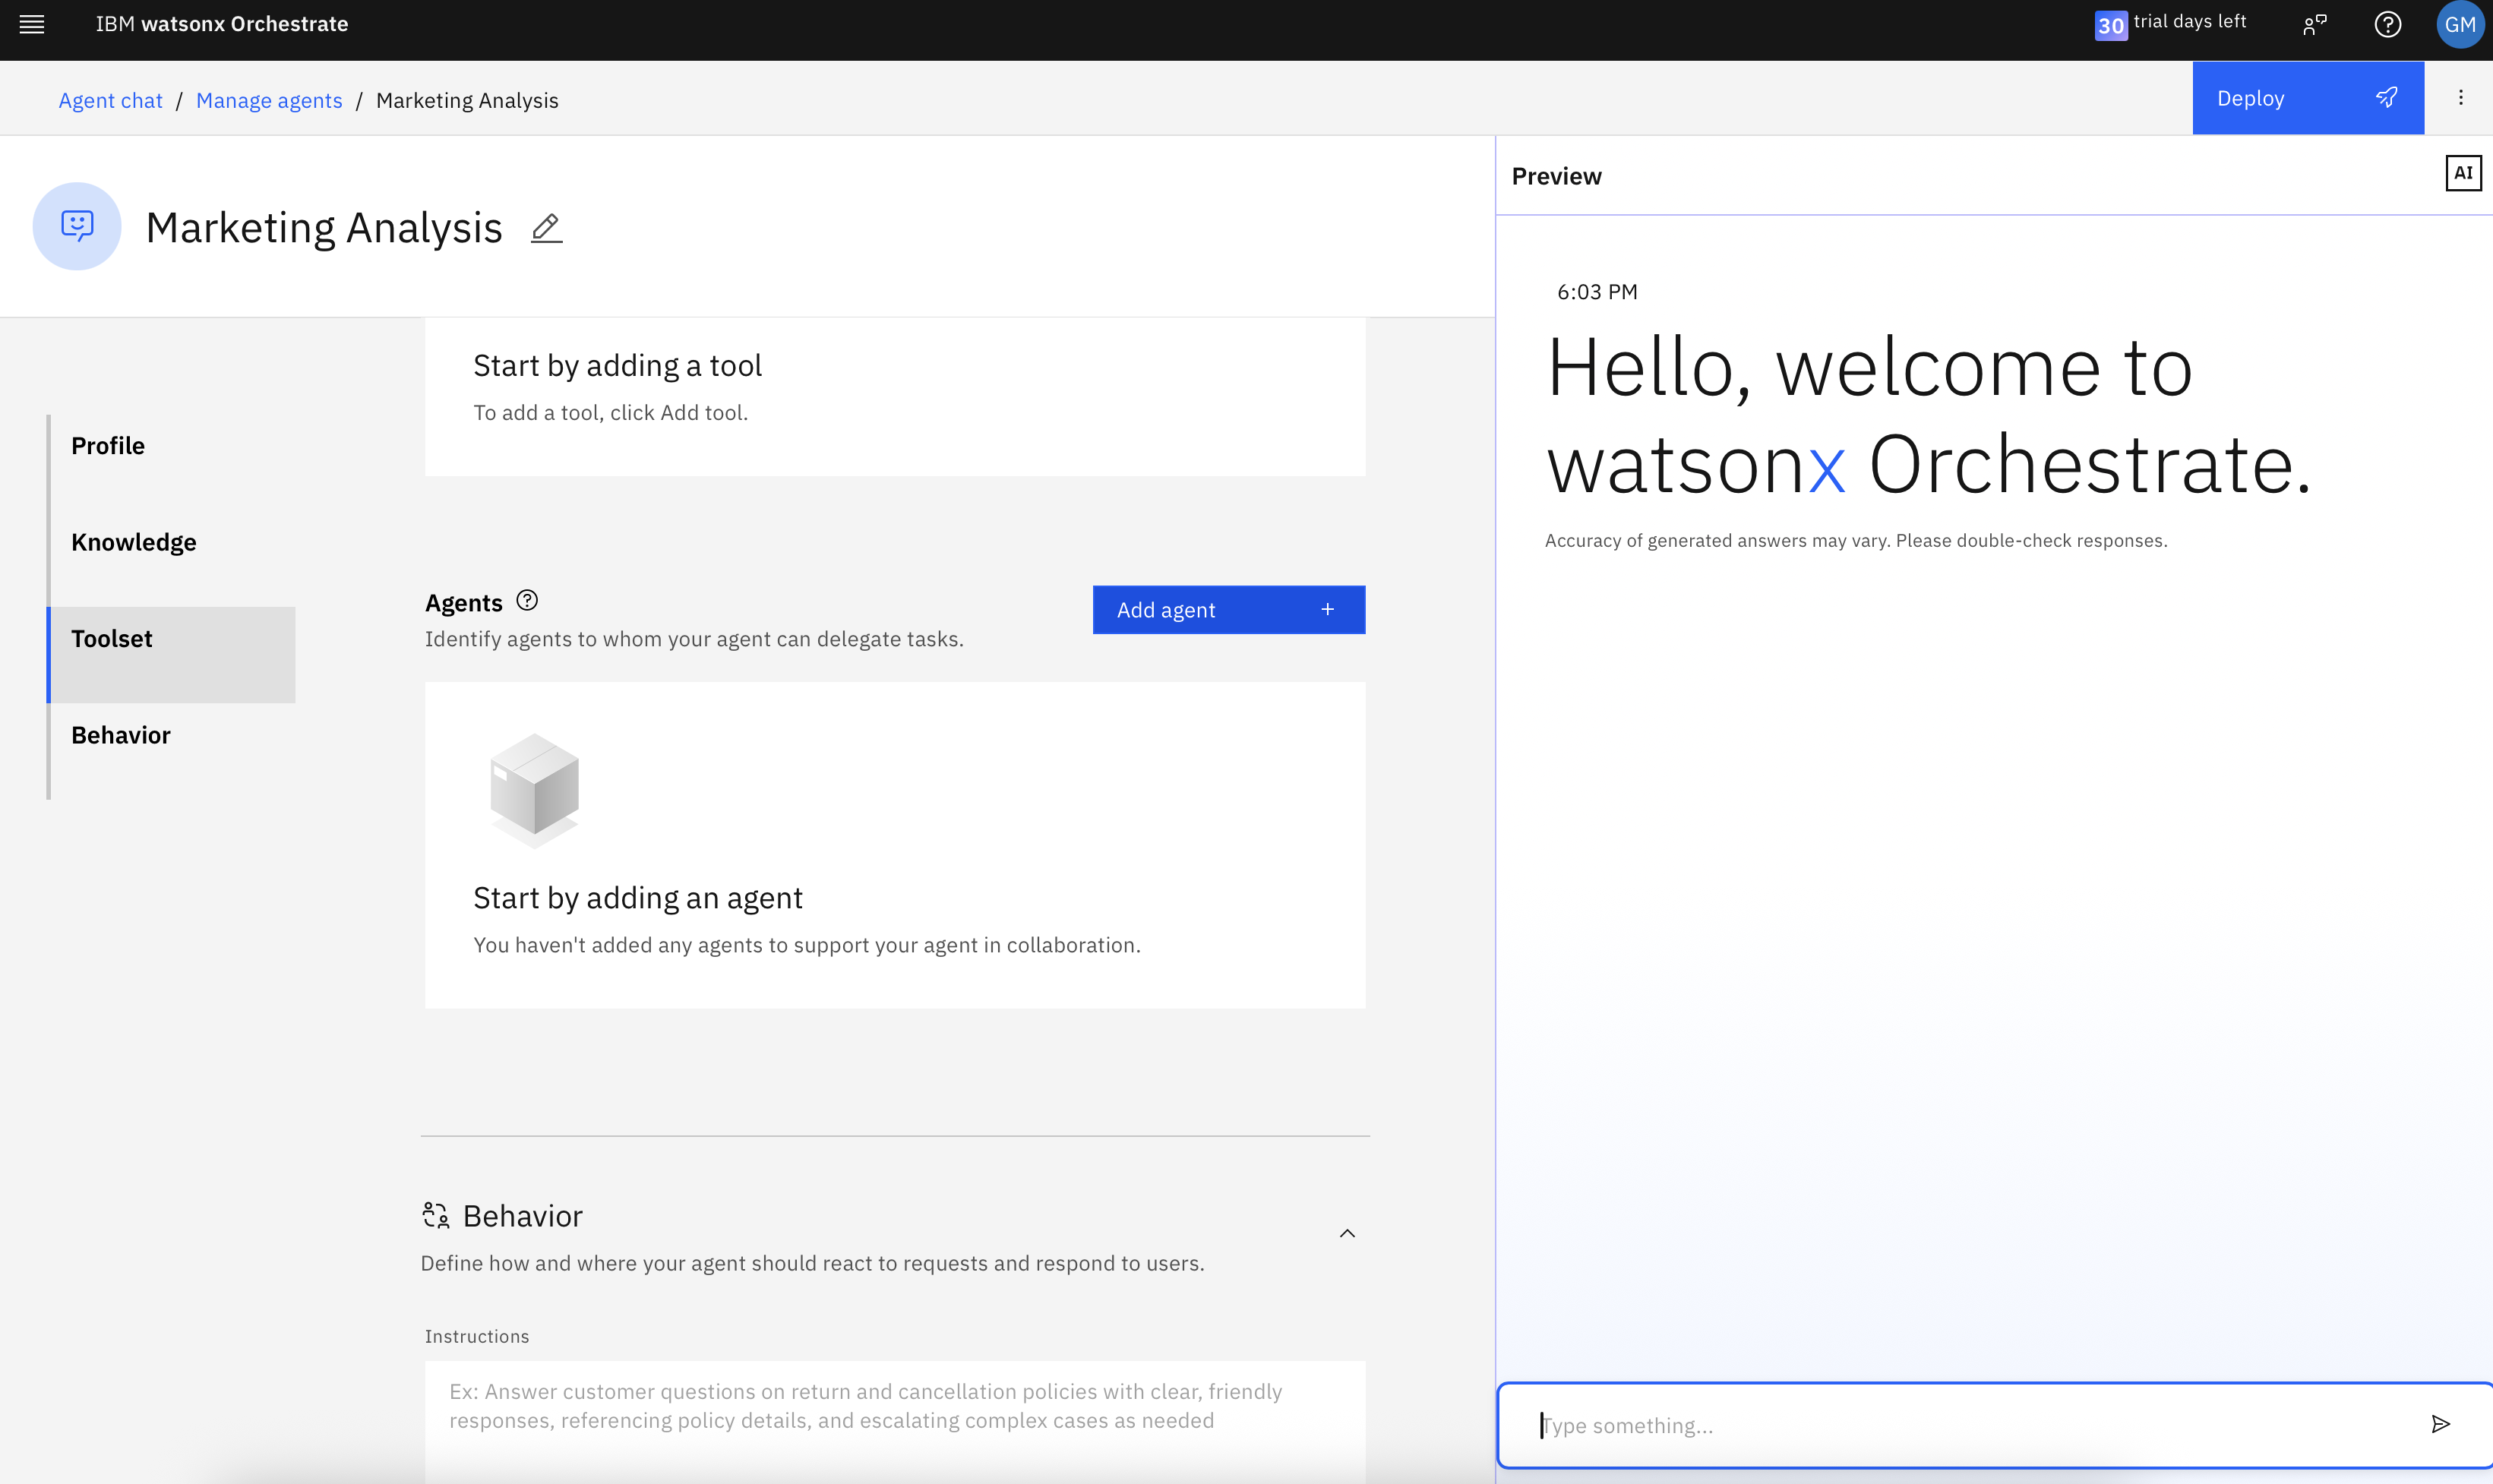 IBM watsonx Orchestrate
30 trial days left
GM
Agent chat / Manage agents / Marketing Analysis
Deploy
Marketing Analysis
Profile
Knowledge
Toolset
Behavior
Start by adding a tool
To add a tool, click Add tool.
Agents
Identify agents to whom your agent can delegate tasks.
Add agent +
Start by adding an agent
You haven't added any agents to support your agent in collaboration.
Behavior
Define how and where your agent should react to requests and respond to users.
Instructions
Ex: Answer customer questions on return and cancellation policies with clear, friendly
responses, referencing policy details, and escalating complex cases as needed
Preview
AI
6:03 PM
Hello, welcome to
watsonx Orchestrate.
Accuracy of generated answers may vary. Please double-check responses.
Type something...